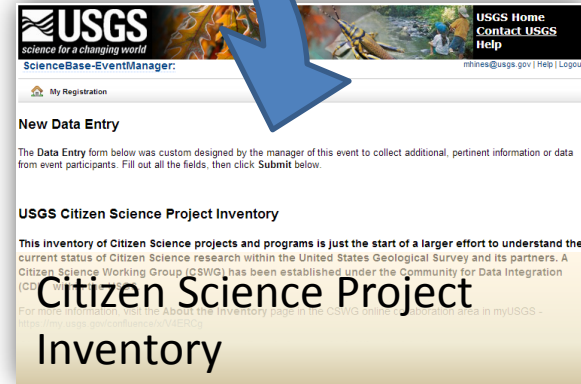 USGS
science for a changing world
USGS Home
Contact USGS
Help
ScienceBase-EventManager:
mhines@usgs.gov | Help | Logou
My Registration
New Data Entry
The Data Entry form below was custom designed by the manager of this event to collect additional, pertinent information or data
from event participants. Fill out all the fields, then click Submit below.
USGS Citizen Science Project Inventory
This inventory of Citizen Science projects and programs is just the start of a larger effort to understand the
current status of Citizen Science research within the United States Geological Survey and its partners. A
Citizen Science Working Group (CSWG) has been established under the Community for Data Integration
(CD
For more information, visit the About the Inventory page in the CSWG online collaboration area in myUSGS -
Citizen Science Project
Inventory